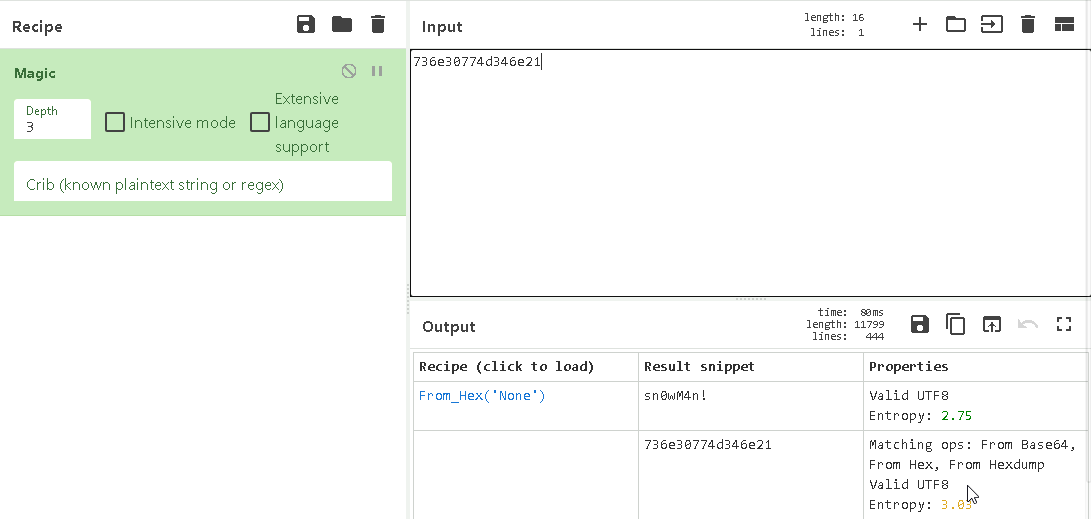 Recipe
Magic
Depth
3
Intensive mode
Extensive
language
support
Crib (known plaintext string or regex)
Input
length: 16
lines: 1
736e30774d346e21
Output
time: 80ms
length: 11799
lines: 444
Recipe (click to load) Result snippet Properties
From_Hex('None') sn0wM4n! Valid UTF8
Entropy: 2.75
736e30774d346e21 Matching ops: From Base64,
From Hex, From Hexdump
Valid UTF8
Entropy: 3.03